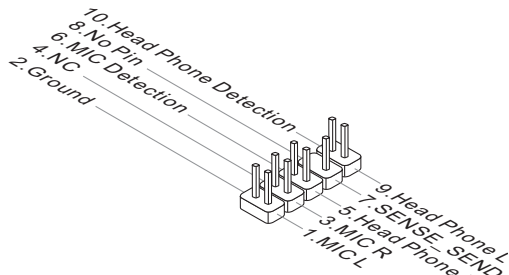 10.Head Phone Detection
8.No Pin
6.MIC Detection
4.NC
2.Ground
9.Head Phone L
7.SENSE_SEND
5.Head Phone
3.MIC R
1.MIC L